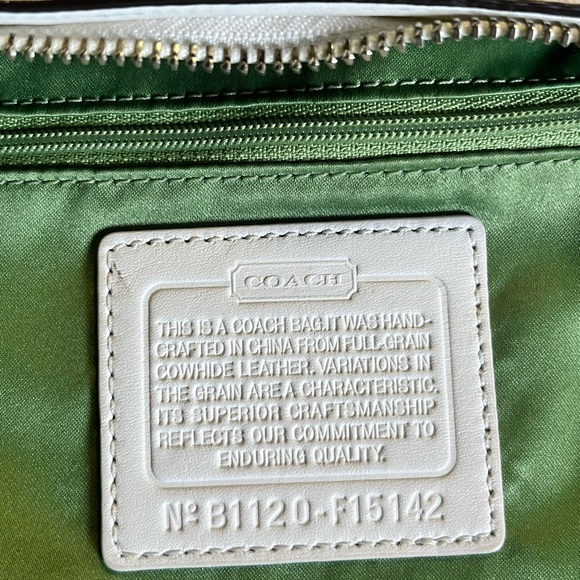 COACH
THIS IS A COACH BAG.IT WAS HAND-
CRAFTED IN CHINA FROM FULL-GRAIN
COWHIDE LEATHER. VARIATIONS IN
THE GRAIN ARE A CHARACTERISTIC.
ITS SUPERIOR CRAFTSMANSHIP
REFLECTS OUR COMMITMENT TO
ENDURING QUALITY.
Nº B1120-F15142